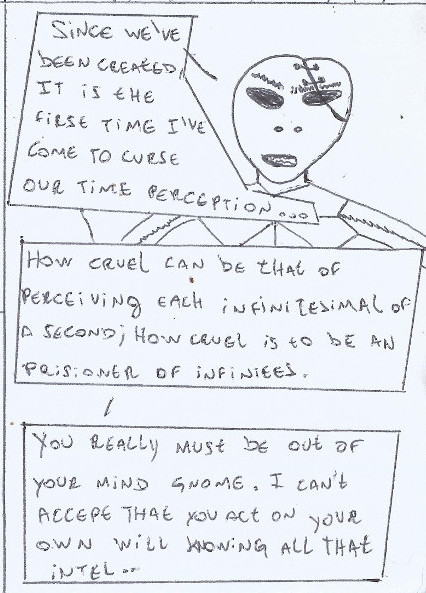 SINCE WE'VE
BEEN CREATED,
IT IS THE
FIRST TIME I'VE
COME TO CURSE
OUR TIME PERCEPTION...
HOW CRUEL CAN BE THAT OF
PERCEIVING EACH INFINITESIMAL OF
A SECOND; HOW CRUEL IS TO BE AN
PRISIONER OF INFINITES.
YOU REALLY MUST BE OUT OF
YOUR MIND GNOME. I CAN'T
ACCEPT THAT YOU ACT ON YOUR
OWN WILL KNOWING ALL THAT
INTEL...